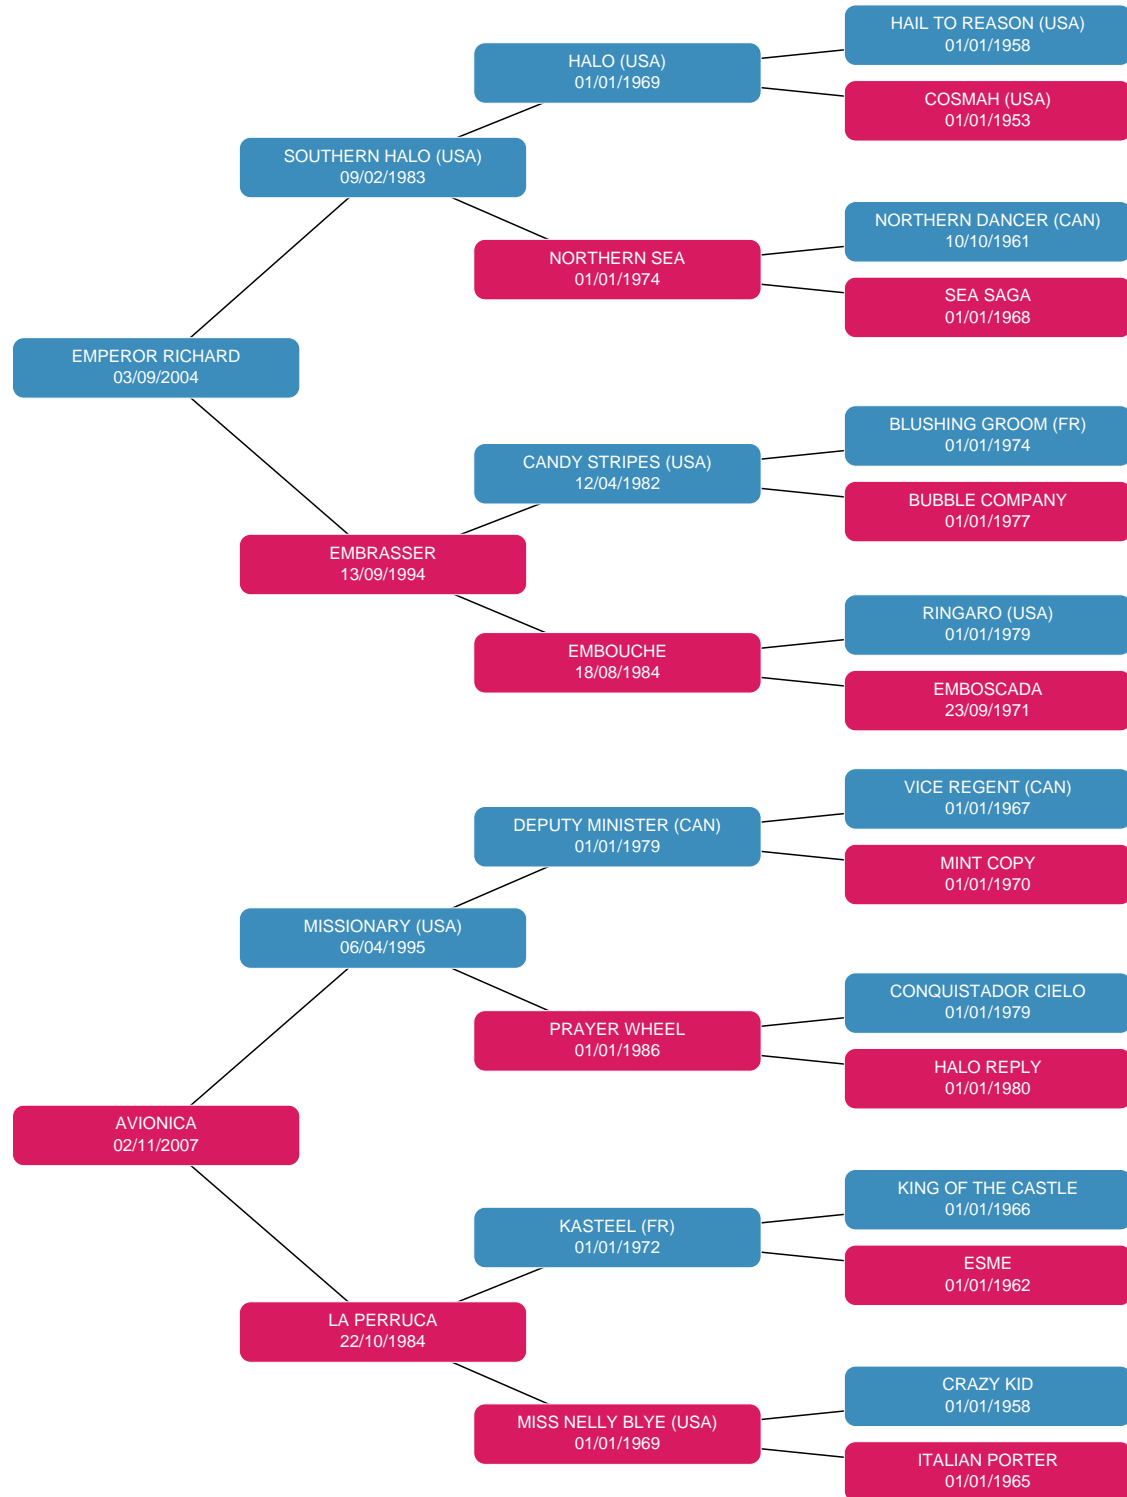 HAIL TO REASON (USA)
01/01/1958
HALO (USA)
01/01/1969
COSMAH (USA)
01/01/1953
SOUTHERN HALO (USA)
09/02/1983
NORTHERN DANCER (CAN)
10/10/1961
NORTHERN SEA
01/01/1974
SEA SAGA
01/01/1968
EMPEROR RICHARD
03/09/2004
BLUSHING GROOM (FR)
01/01/1974
CANDY STRIPES (USA)
12/04/1982
BUBBLE COMPANY
01/01/1977
EMBRASSER
13/09/1994
RINGARO (USA)
01/01/1979
EMBOUCHE
18/08/1984
EMBOSCADA
23/09/1971
VICE REGENT (CAN)
01/01/1967
DEPUTY MINISTER (CAN)
01/01/1979
MINT COPY
01/01/1970
MISSIONARY (USA)
06/04/1995
CONQUISTADOR CIELO
01/01/1979
PRAYER WHEEL
01/01/1986
HALO REPLY
01/01/1980
AVIONICA
02/11/2007
KING OF THE CASTLE
01/01/1966
KASTEEL (FR)
01/01/1972
ESME
01/01/1962
LA PERRUCA
22/10/1984
CRAZY KID
01/01/1958
MISS NELLY BLYE (USA)
01/01/1969
ITALIAN PORTER
01/01/1965